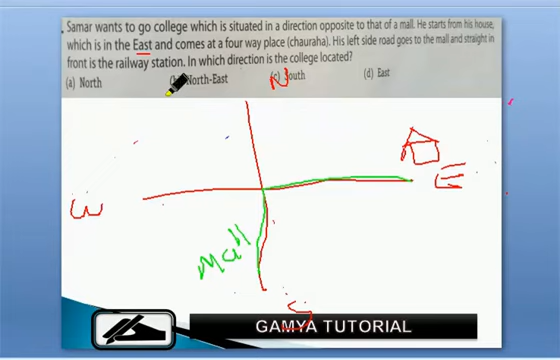 Samar wants to go college which is situated in a direction opposite to that of a mall. He starts from his house,
which is in the East and comes at a four way place (chauraha). His left side road goes to the mall and straight in
front is the railway station. In which direction is the college located?
(a) North (b) North-East (c) South (d) East
N
E
W
Mall
S
GAMYA TUTORIAL